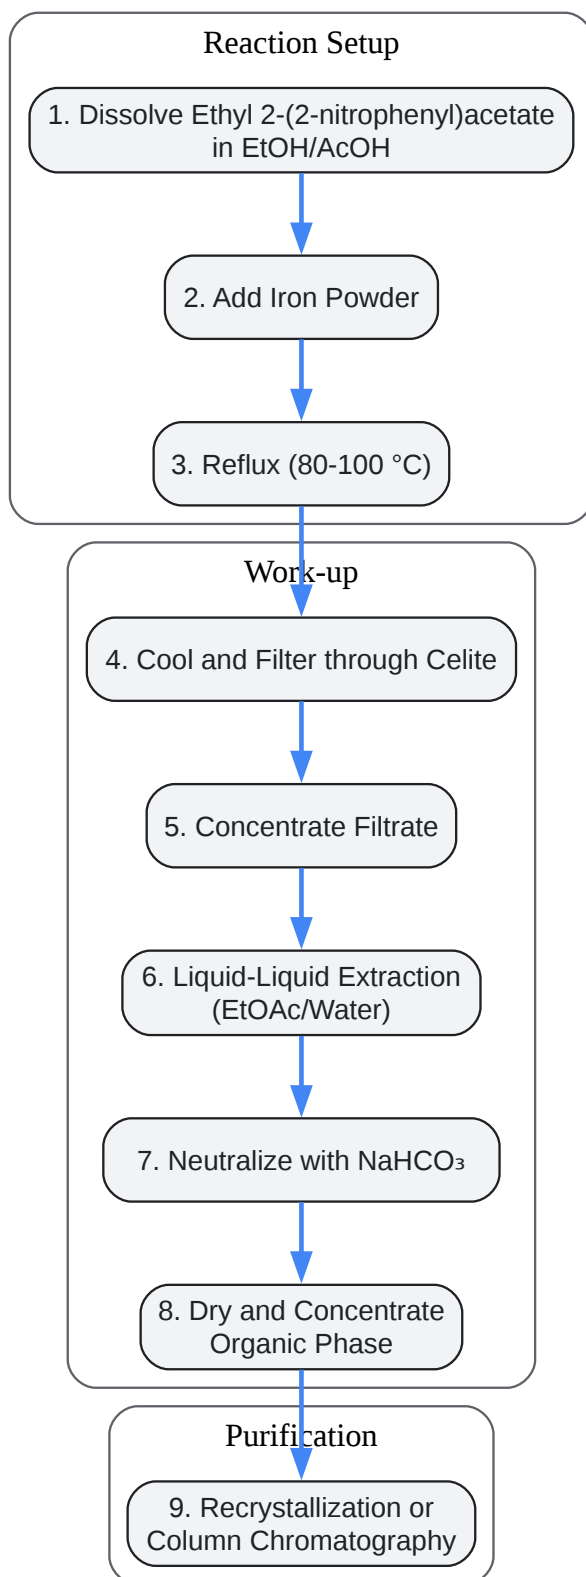 Reaction Setup
1. Dissolve Ethyl 2-(2-nitrophenyl)acetate
in EtOH/AcOH
2. Add Iron Powder
3. Reflux (80-100 °C)
Work-up
4. Cool and Filter through Celite
5. Concentrate Filtrate
6. Liquid-Liquid Extraction
(EtOAc/Water)
7. Neutralize with NaHCO₃
8. Dry and Concentrate
Organic Phase
Purification
9. Recrystallization or
Column Chromatography